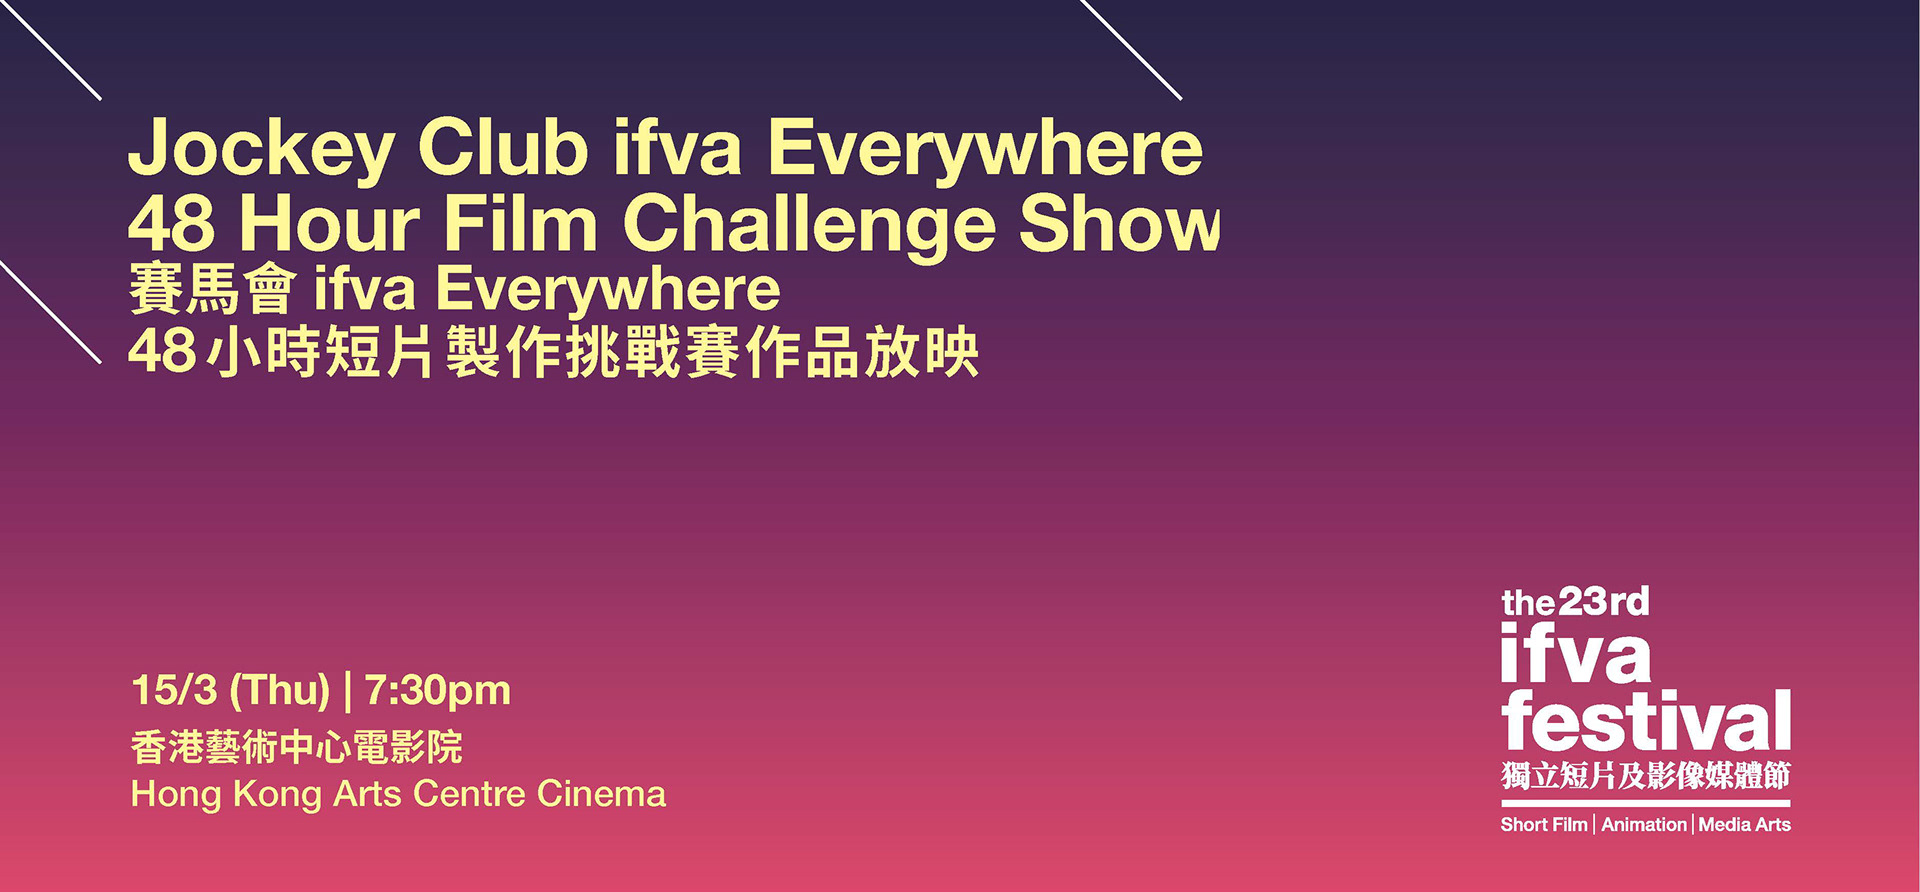 Jockey Club ifva Everywhere
48 Hour Film Challenge Show
賽馬會 ifva Everywhere
48小時短片製作挑戰賽作品放映
15/3 (Thu) | 7:30pm
香港藝術中心電影院
Hong Kong Arts Centre Cinema
the 23rd
ifva
festival
獨立短片及影像媒體節
Short Film | Animation | Media Arts